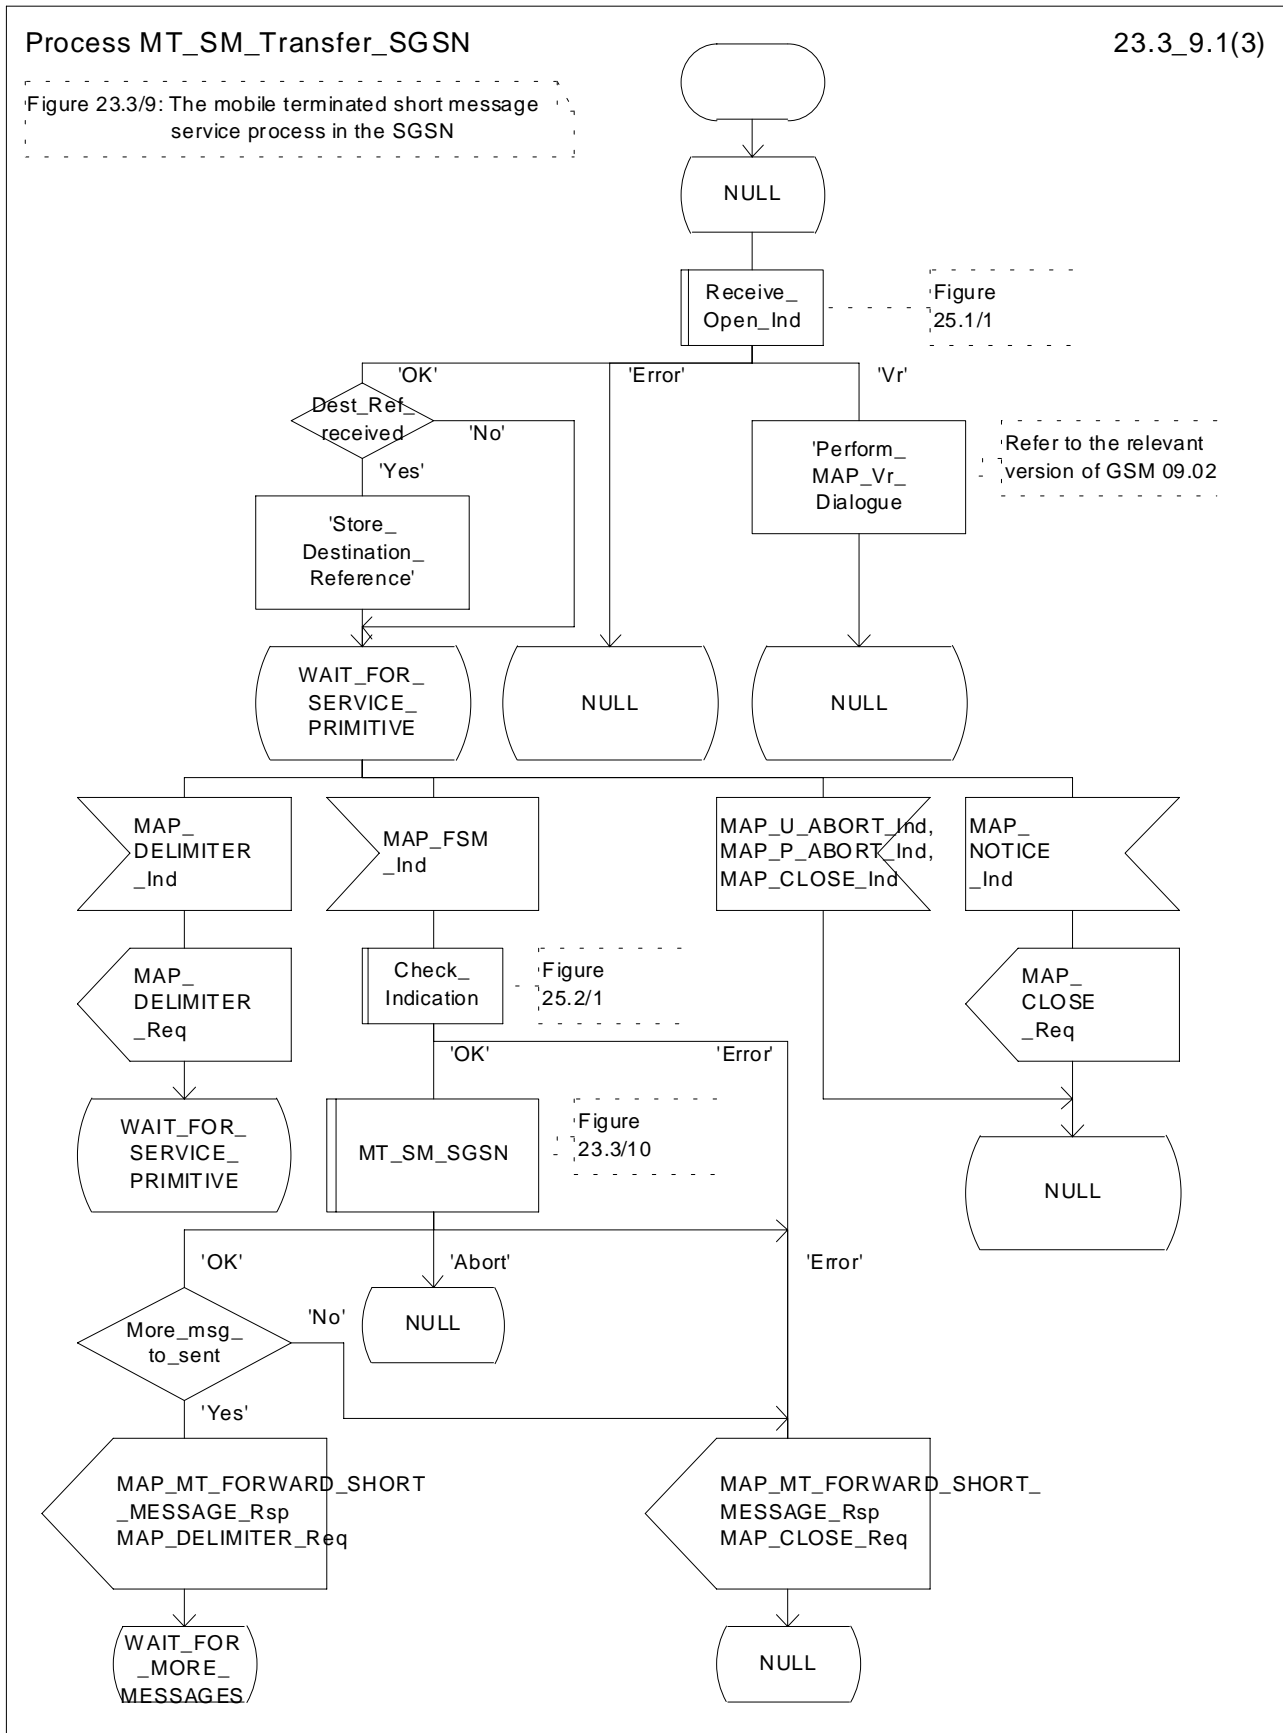 Process MT_SM_Transfer_SGSN
23.3_9.1(3)
Figure 23.3/9: The mobile terminated short message
service process in the SGSN
NULL
Receive_
Open_Ind
Figure
25.1/1
'OK'
'Error'
'Vr'
Dest_Ref_
received
'No'
'Yes'
'Perform_
MAP_Vr_
Dialogue
Refer to the relevant
version of GSM 09.02
'Store_
Destination_
Reference'
WAIT_FOR_
SERVICE_
PRIMITIVE
NULL
NULL
MAP_
DELIMITER
_Ind
MAP_FSM
_Ind
MAP_U_ABORT_Ind,
MAP_P_ABORT_Ind,
MAP_CLOSE_Ind
MAP_
NOTICE
_Ind
MAP_
DELIMITER
_Req
Check_
Indication
Figure
25.2/1
MAP_
CLOSE
_Req
'OK'
'Error'
WAIT_FOR_
SERVICE_
PRIMITIVE
MT_SM_SGSN
Figure
23.3/10
NULL
'OK'
'Abort'
'Error'
More_msg_
to_sent
'No'
NULL
'Yes'
MAP_MT_FORWARD_SHORT
_MESSAGE_Rsp
MAP_DELIMITER_Req
MAP_MT_FORWARD_SHORT_
MESSAGE_Rsp
MAP_CLOSE_Req
WAIT_FOR
_MORE_
MESSAGES
NULL